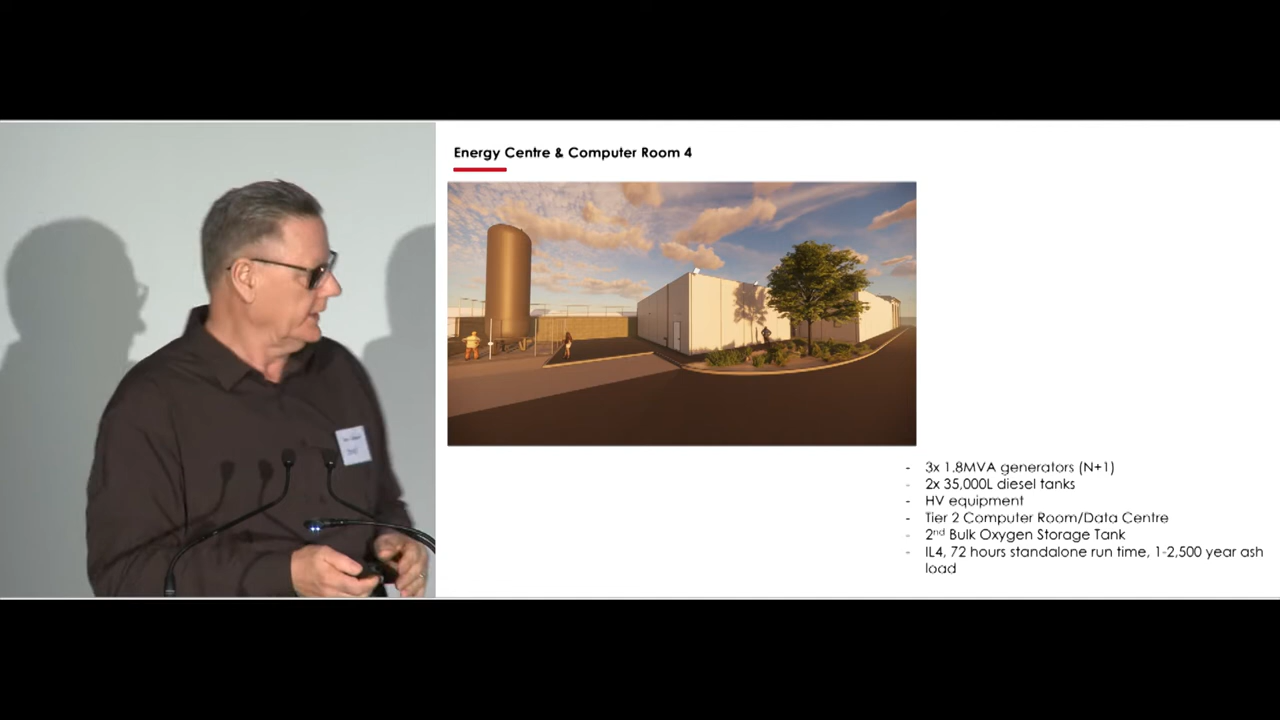 Energy Centre & Computer Room 4
- 3x 1.8MVA generators (N+1)
- 2x 35,000L diesel tanks
- HV equipment
- Tier 2 Computer Room/Data Centre
- 2nd Bulk Oxygen Storage Tank
- IL4, 72 hours standalone run time, 1-2,500 year ash
load